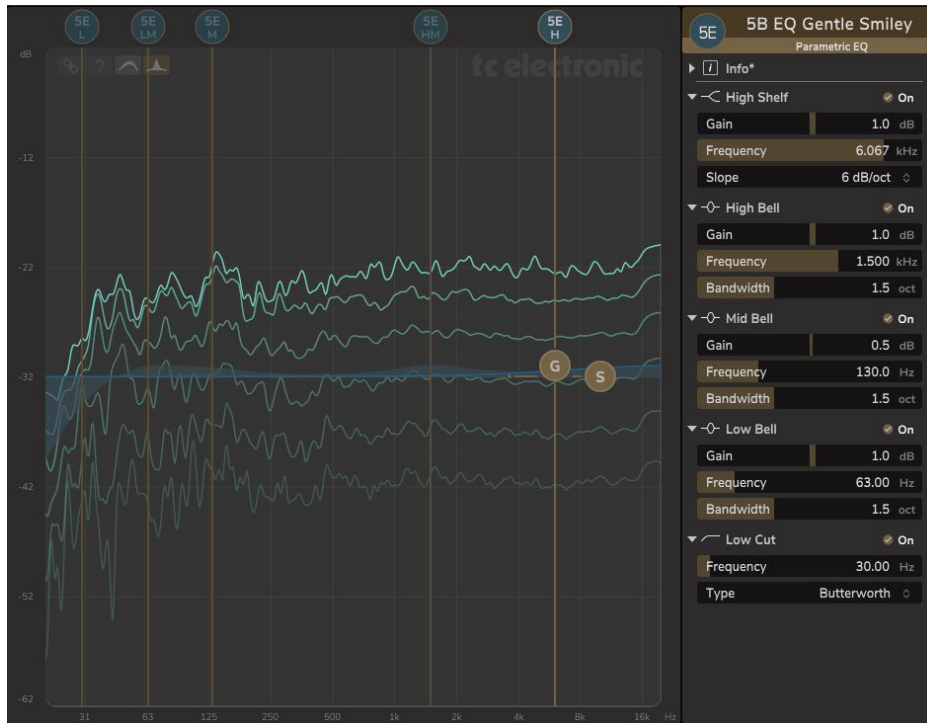 5E L
5E LM
5E M
5E HM
5E H
5E
5B EQ Gentle Smiley
Parametric EQ
i Info*
dB
tc electronic
High Shelf On
Gain 1.0 dB
Frequency 6.067 kHz
Slope 6 dB/oct
High Bell On
Gain 1.0 dB
Frequency 1.500 kHz
Bandwidth 1.5 oct
Mid Bell On
Gain 0.5 dB
Frequency 130.0 Hz
Bandwidth 1.5 oct
Low Bell On
Gain 1.0 dB
Frequency 63.00 Hz
Bandwidth 1.5 oct
Low Cut On
Frequency 30.00 Hz
Type Butterworth
-12
-22
-32
G
S
-42
-52
-62
31 63 125 250 500 1k 2k 4k 8k 16k Hz